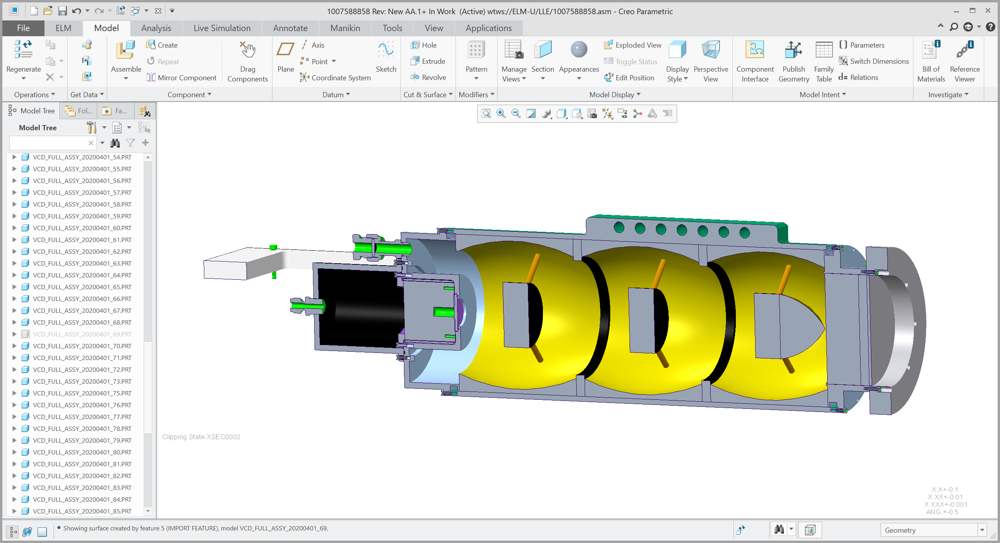 1007588858 Rev: New AA.1+ In Work (Active) wtws://ELM-U/LLE/1007588858.asm - Creo Parametric
File ELM Model Analysis Live Simulation Annotate Manikin Tools View Applications
Regenerate
Assemble
Create
Repeat
Mirror Component
Drag
Components
Plane
Axis
Point
Coordinate System
Sketch
Hole
Extrude
Revolve
Pattern
Manage
Views
Section
Appearances
Exploded View
Toggle Status
Edit Position
Display
Style
Perspective
View
Component
Interface
Publish
Geometry
Family
Table
Parameters
Switch Dimensions
Relations
Bill of
Materials
Reference
Viewer
Operations Get Data Component Datum Cut & Surface Modifiers Model Display Model Intent Investigate
Model Tree Fol... Fa...
Model Tree
VCD_FULL_ASSY_20200401_54.PRT
VCD_FULL_ASSY_20200401_55.PRT
VCD_FULL_ASSY_20200401_56.PRT
VCD_FULL_ASSY_20200401_57.PRT
VCD_FULL_ASSY_20200401_58.PRT
VCD_FULL_ASSY_20200401_59.PRT
VCD_FULL_ASSY_20200401_60.PRT
VCD_FULL_ASSY_20200401_61.PRT
VCD_FULL_ASSY_20200401_62.PRT
VCD_FULL_ASSY_20200401_63.PRT
VCD_FULL_ASSY_20200401_64.PRT
VCD_FULL_ASSY_20200401_65.PRT
VCD_FULL_ASSY_20200401_66.PRT
VCD_FULL_ASSY_20200401_67.PRT
VCD_FULL_ASSY_20200401_68.PRT
VCD_FULL_ASSY_20200401_69.PRT
VCD_FULL_ASSY_20200401_70.PRT
VCD_FULL_ASSY_20200401_71.PRT
VCD_FULL_ASSY_20200401_72.PRT
VCD_FULL_ASSY_20200401_73.PRT
VCD_FULL_ASSY_20200401_75.PRT
VCD_FULL_ASSY_20200401_76.PRT
VCD_FULL_ASSY_20200401_77.PRT
VCD_FULL_ASSY_20200401_78.PRT
VCD_FULL_ASSY_20200401_79.PRT
VCD_FULL_ASSY_20200401_80.PRT
VCD_FULL_ASSY_20200401_81.PRT
VCD_FULL_ASSY_20200401_82.PRT
VCD_FULL_ASSY_20200401_83.PRT
VCD_FULL_ASSY_20200401_84.PRT
VCD_FULL_ASSY_20200401_85.PRT
Clipping State:XSEC0002
X.X+-0.1
X.XX+-0.01
X.XXX+-0.001
ANG.+-0.5
Showing surface created by feature 5 (IMPORT FEATURE), model VCD_FULL_ASSY_20200401_69.
Geometry